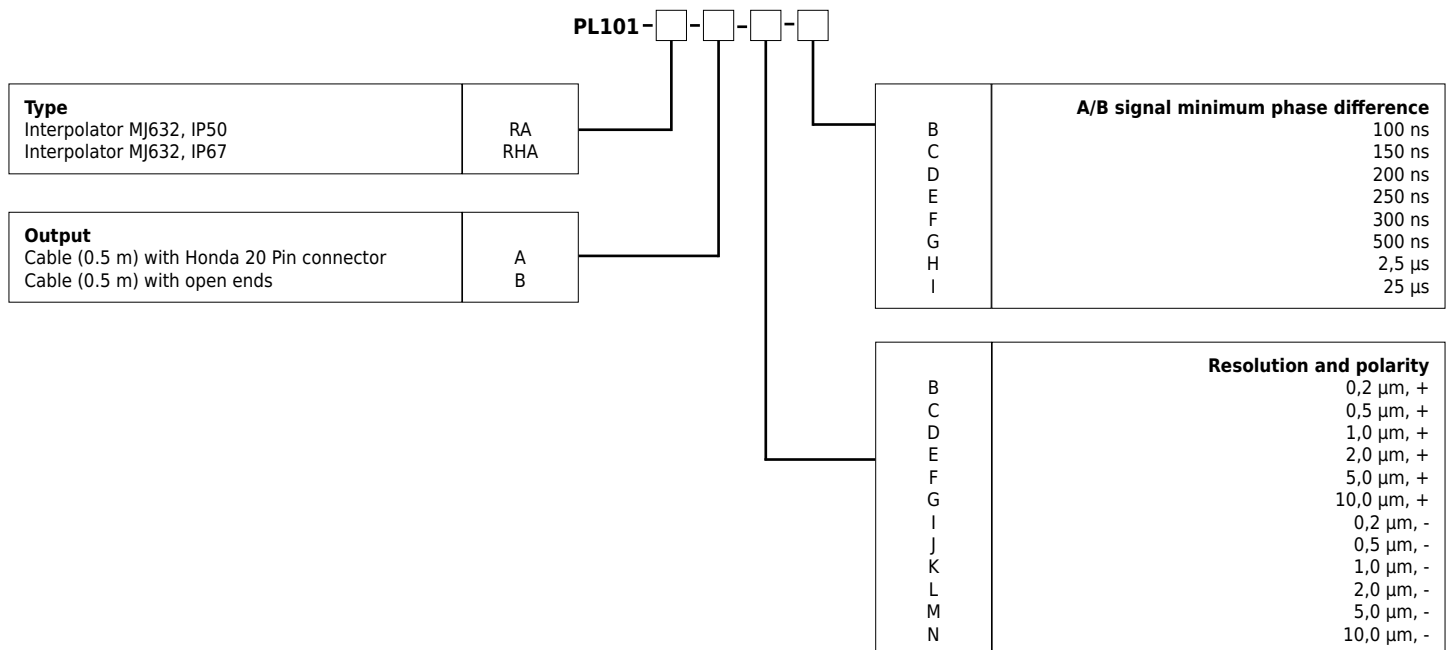 PL101 - - - -
Type
Interpolator MJ632, IP50 RA
Interpolator MJ632, IP67 RHA
Output
Cable (0.5 m) with Honda 20 Pin connector A
Cable (0.5 m) with open ends B
A/B signal minimum phase difference
B 100 ns
C 150 ns
D 200 ns
E 250 ns
F 300 ns
G 500 ns
H 2,5 µs
I 25 µs
Resolution and polarity
B 0,2 µm, +
C 0,5 µm, +
D 1,0 µm, +
E 2,0 µm, +
F 5,0 µm, +
G 10,0 µm, +
I 0,2 µm, -
J 0,5 µm, -
K 1,0 µm, -
L 2,0 µm, -
M 5,0 µm, -
N 10,0 µm, -